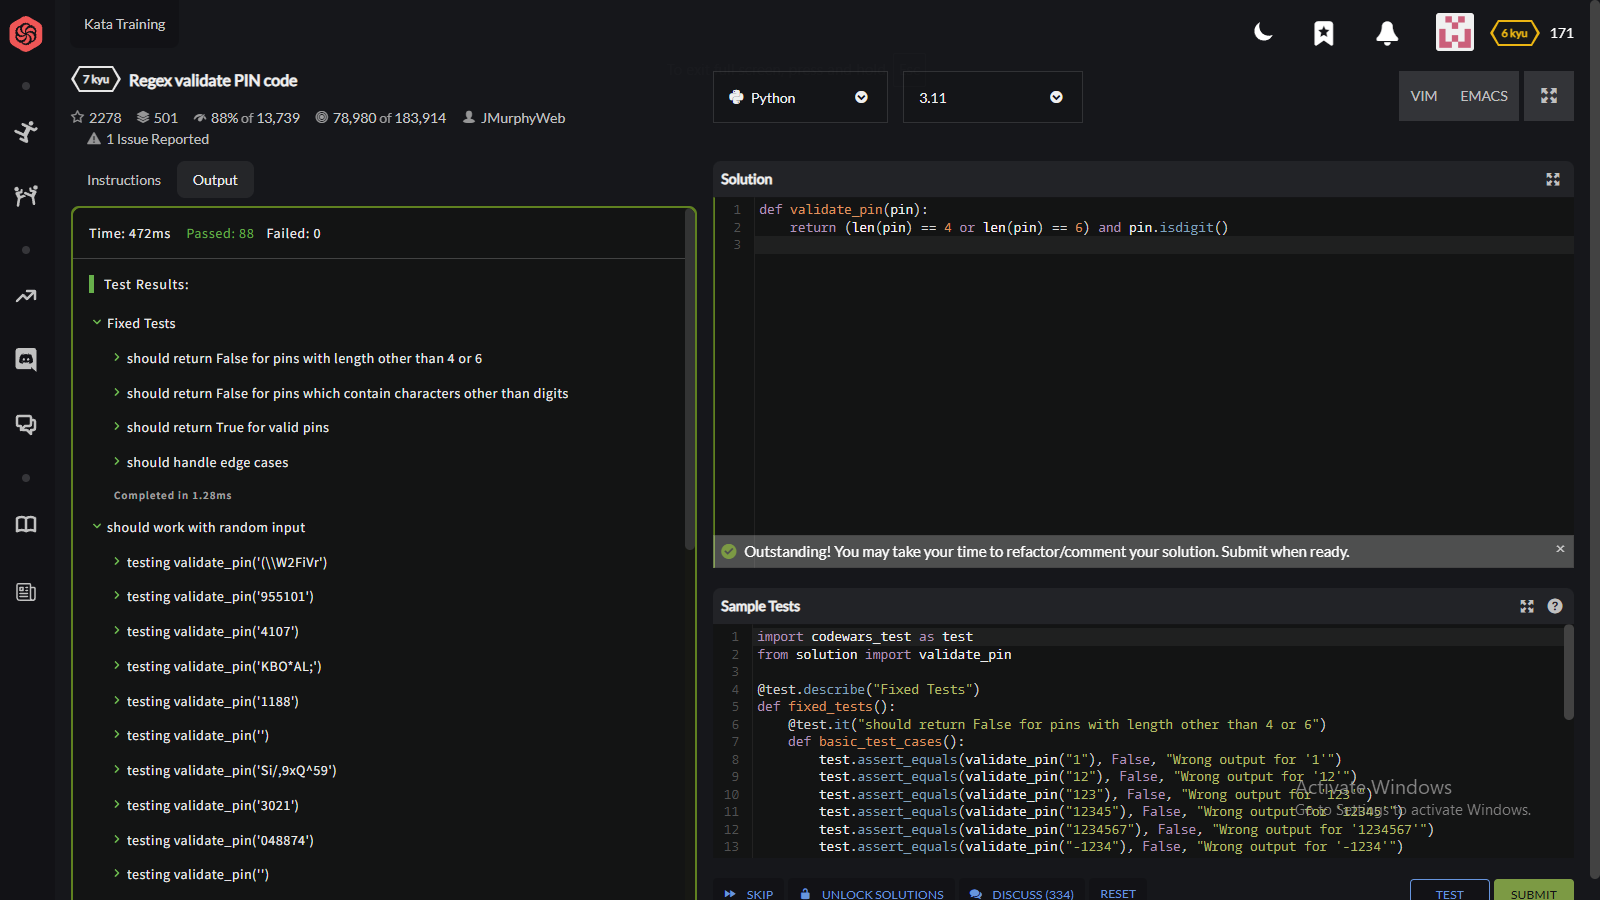 Kata Training
6 kyu 171
7 kyu Regex validate PIN code
2278 501 88% of 13,739 78,980 of 183,914 JMurphyWeb
1 Issue Reported
Instructions Output
Time: 472ms Passed: 88 Failed: 0
Test Results:
Fixed Tests
should return False for pins with length other than 4 or 6
should return False for pins which contain characters other than digits
should return True for valid pins
should handle edge cases
Completed in 1.28ms
should work with random input
testing validate_pin('(\\W2FiVr')
testing validate_pin('955101')
testing validate_pin('4107')
testing validate_pin('KBO*AL;')
testing validate_pin('1188')
testing validate_pin('')
testing validate_pin('Si/,9xQ^59')
testing validate_pin('3021')
testing validate_pin('048874')
testing validate_pin('')
Python 3.11 VIM EMACS
Solution
1 def validate_pin(pin):
2 return (len(pin) == 4 or len(pin) == 6) and pin.isdigit()
3
Outstanding! You may take your time to refactor/comment your solution. Submit when ready. ×
Sample Tests ?
1 import codewars_test as test
2 from solution import validate_pin
3
4 @test.describe("Fixed Tests")
5 def fixed_tests():
6 @test.it("should return False for pins with length other than 4 or 6")
7 def basic_test_cases():
8 test.assert_equals(validate_pin("1"), False, "Wrong output for '1'")
9 test.assert_equals(validate_pin("12"), False, "Wrong output for '12'")
10 test.assert_equals(validate_pin("123"), False, "Wrong output for '123'")
11 test.assert_equals(validate_pin("12345"), False, "Wrong output for '12345'")
12 test.assert_equals(validate_pin("1234567"), False, "Wrong output for '1234567'")
13 test.assert_equals(validate_pin("-1234"), False, "Wrong output for '-1234'")
Activate Windows
Go to Settings to activate Windows.
SKIP UNLOCK SOLUTIONS DISCUSS (334) RESET TEST SUBMIT